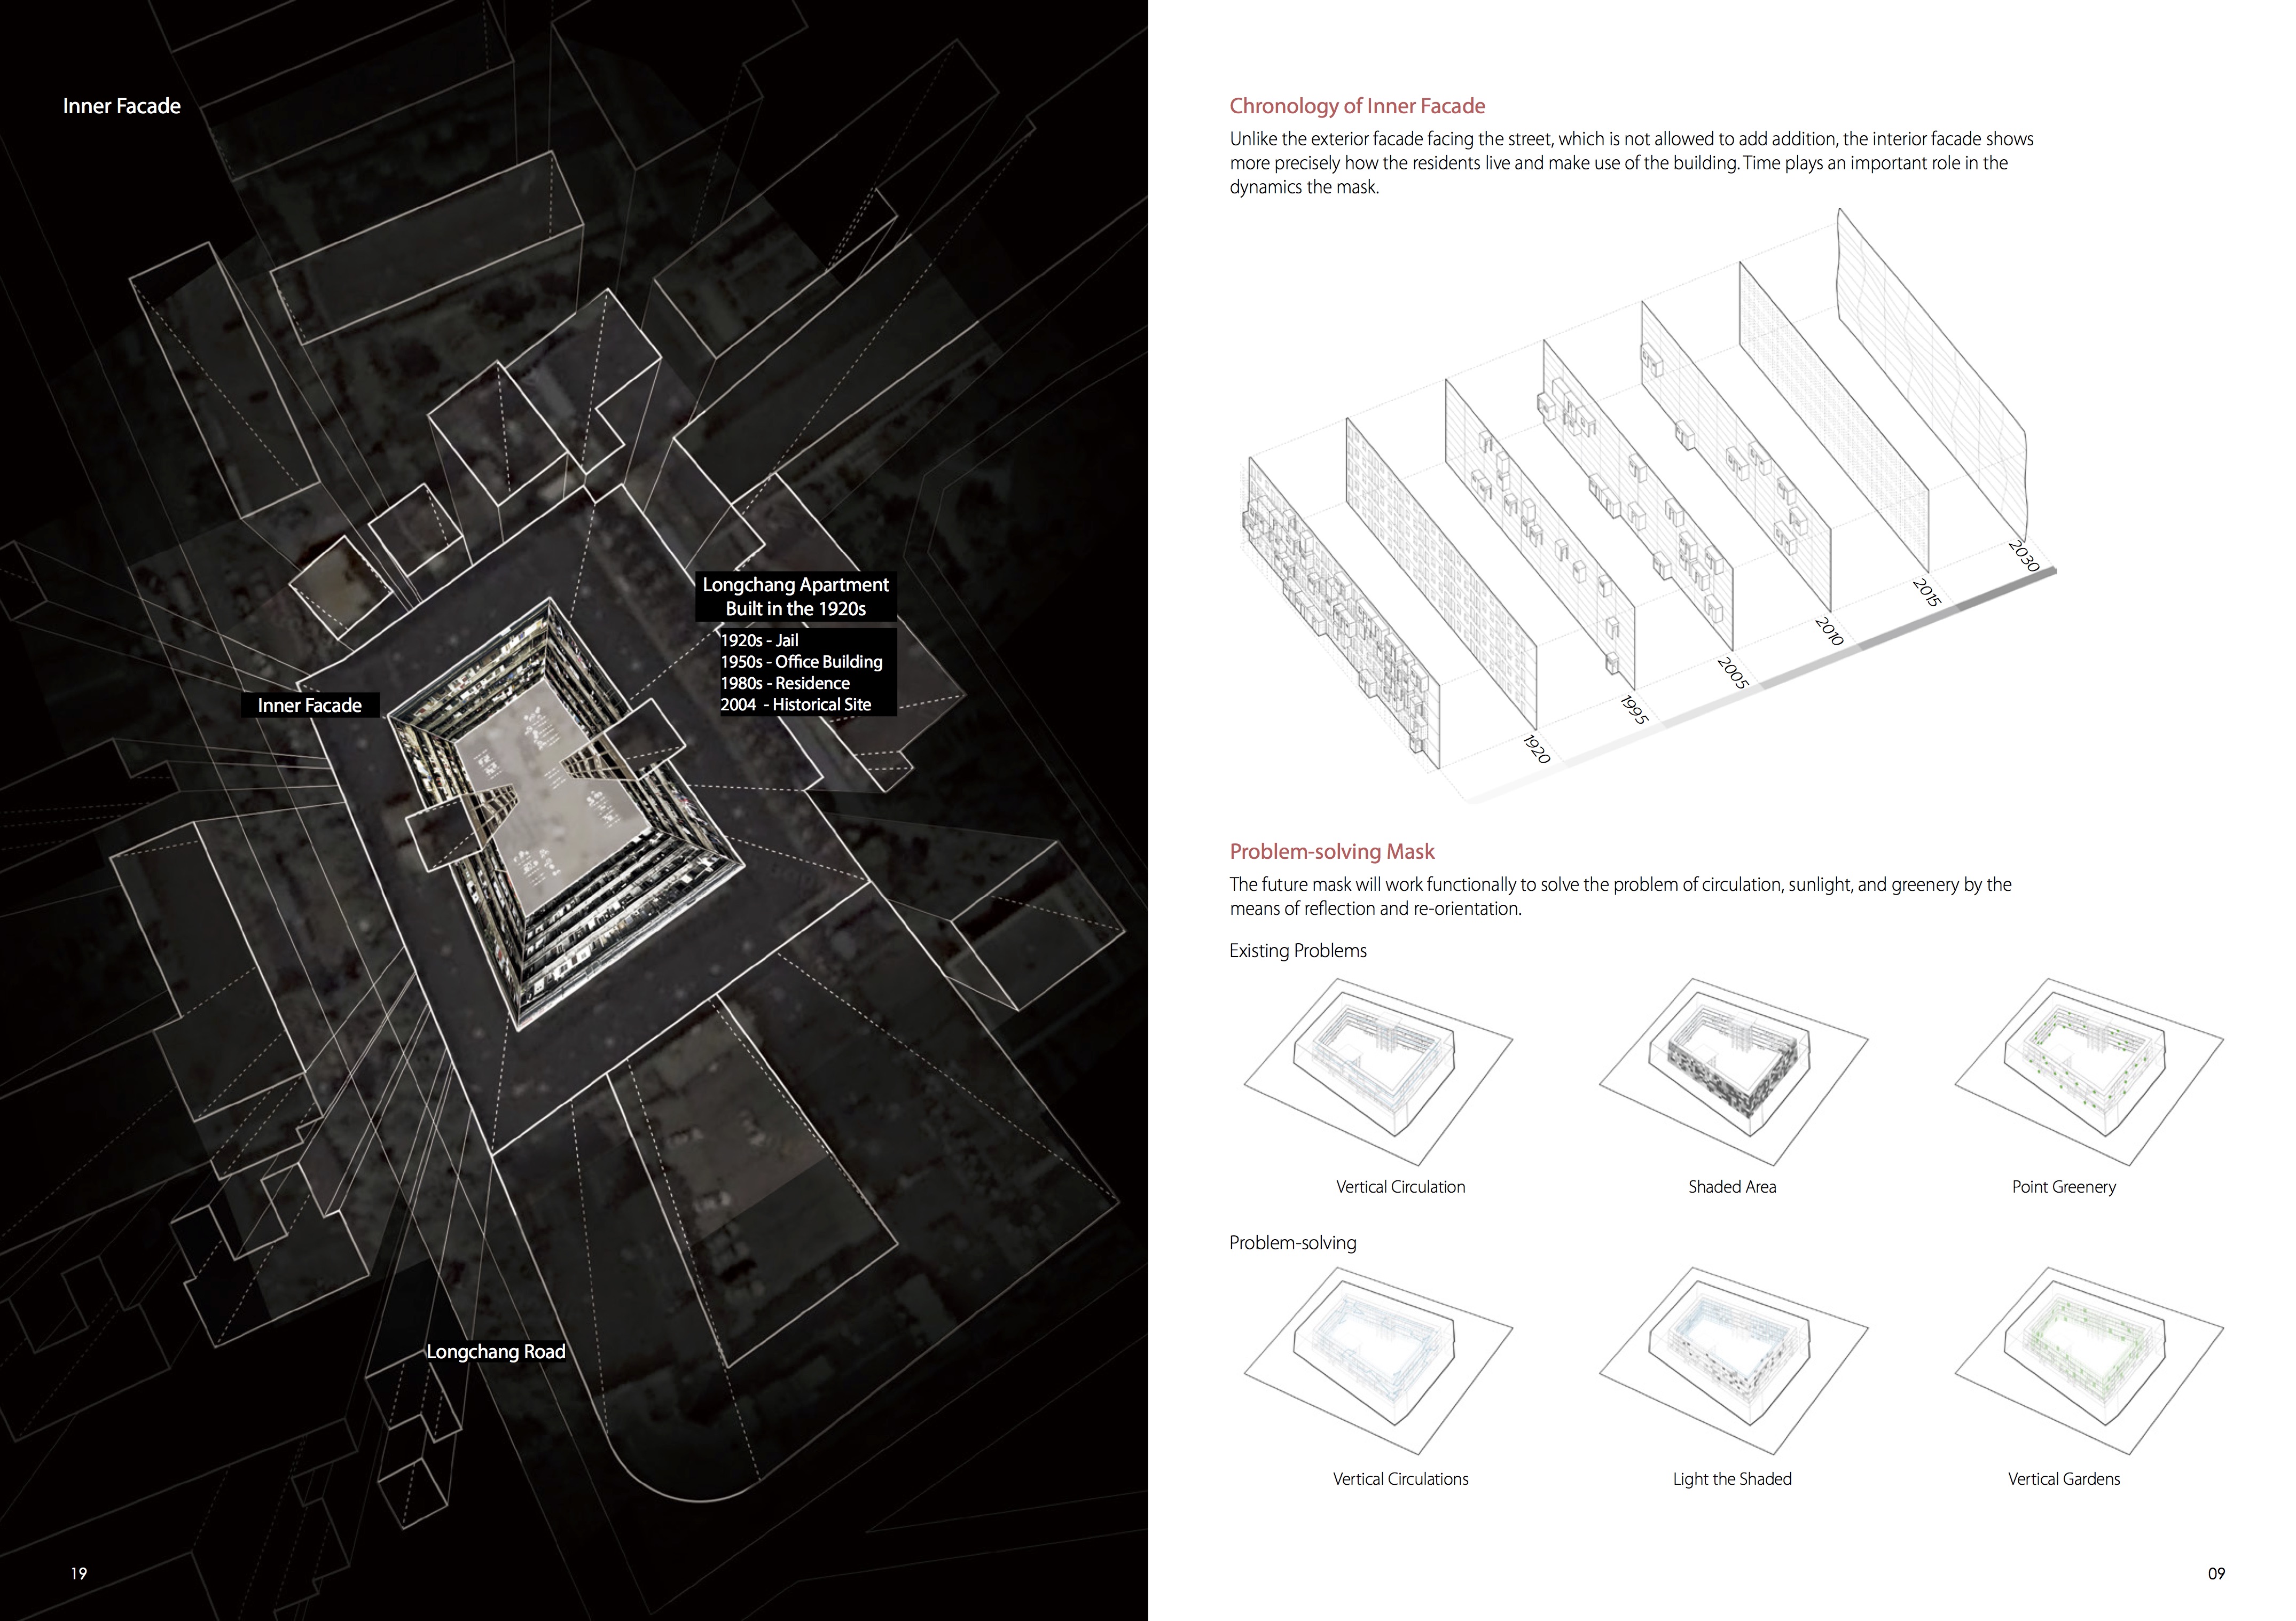 Inner Facade
Longchang Apartment
Built in the 1920s
1920s - Jail
1950s - Office Building
1980s - Residence
2004 - Historical Site
Inner Facade
Longchang Road
19
Chronology of Inner Facade
Unlike the exterior facade facing the street, which is not allowed to add addition, the interior facade shows
more precisely how the residents live and make use of the building. Time plays an important role in the
dynamics the mask.
1920
1995
2005
2010
2015
2030
Problem-solving Mask
The future mask will work functionally to solve the problem of circulation, sunlight, and greenery by the
means of reflection and re-orientation.
Existing Problems
Vertical Circulation
Shaded Area
Point Greenery
Problem-solving
Vertical Circulations
Light the Shaded
Vertical Gardens
09